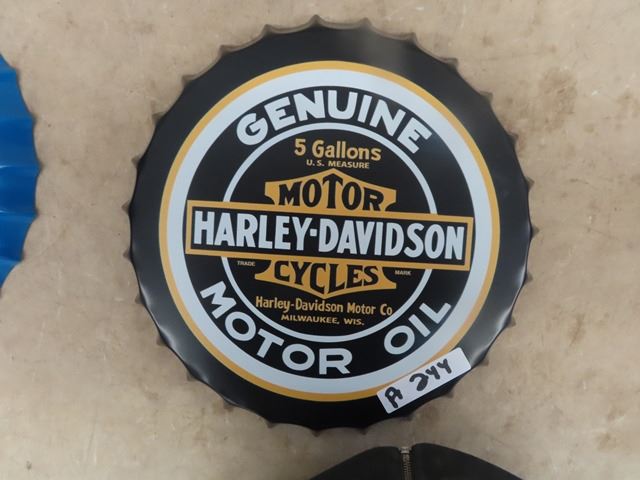 GENUINE
5 Gallons
U.S. MEASURE
MOTOR
HARLEY-DAVIDSON
TRADE MARK
CYCLES
Harley-Davidson Motor Co
MILWAUKEE, WIS.
MOTOR OIL
244